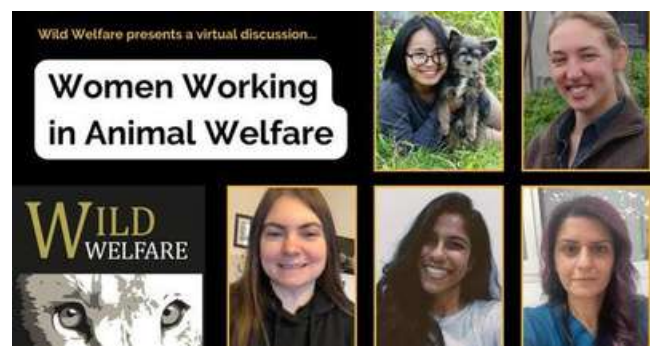 Wild Welfare presents a virtual discussion...
Women Working
in Animal Welfare
WILD
WELFARE